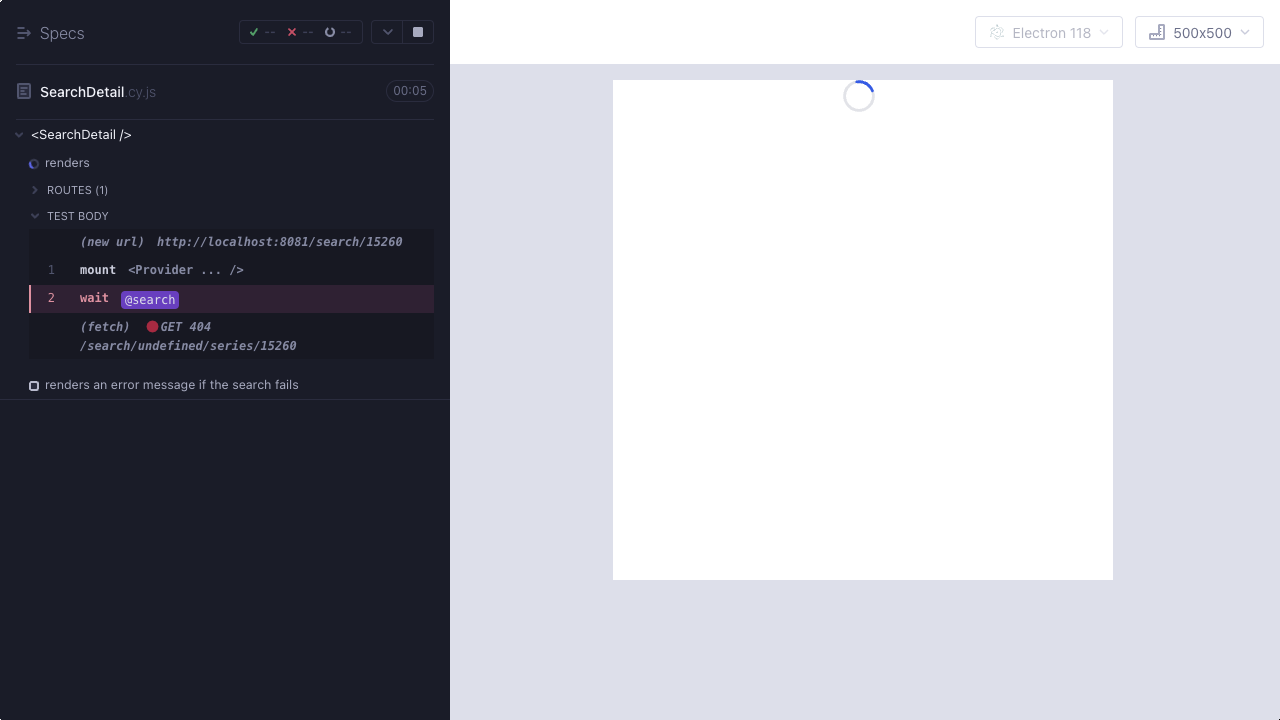 Specs
-- -- --
Electron 118
500x500
SearchDetail.cy.js
00:05
<SearchDetail />
renders
ROUTES (1)
TEST BODY
(new url) http://localhost:8081/search/15260
1 mount <Provider ... />
2 wait @search
(fetch) GET 404
/search/undefined/series/15260
renders an error message if the search fails